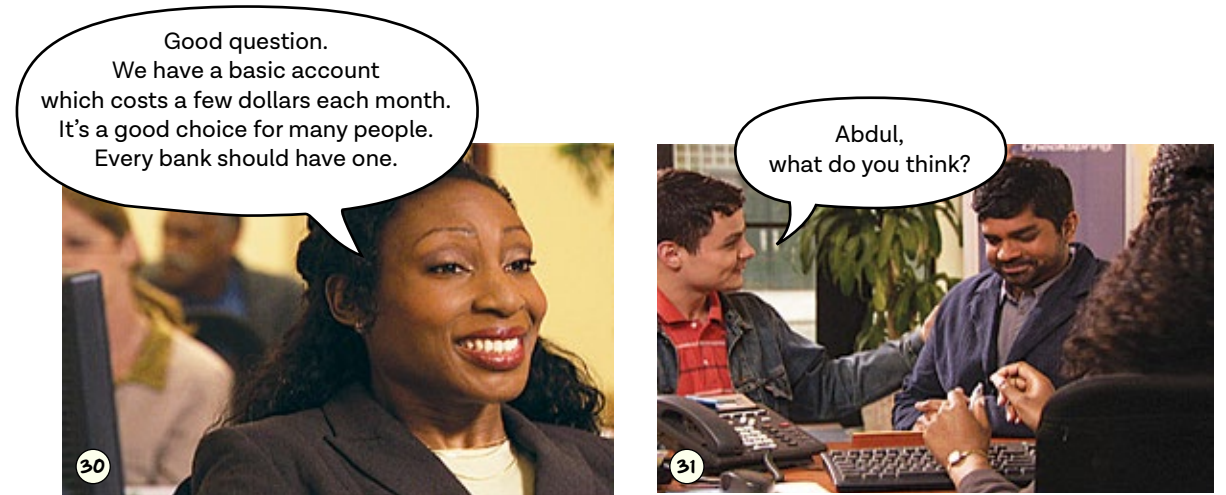 Good question.
We have a basic account
which costs a few dollars each month.
It’s a good choice for many people.
Every bank should have one.
Abdul,
what do you think?
Checkspring
30
31